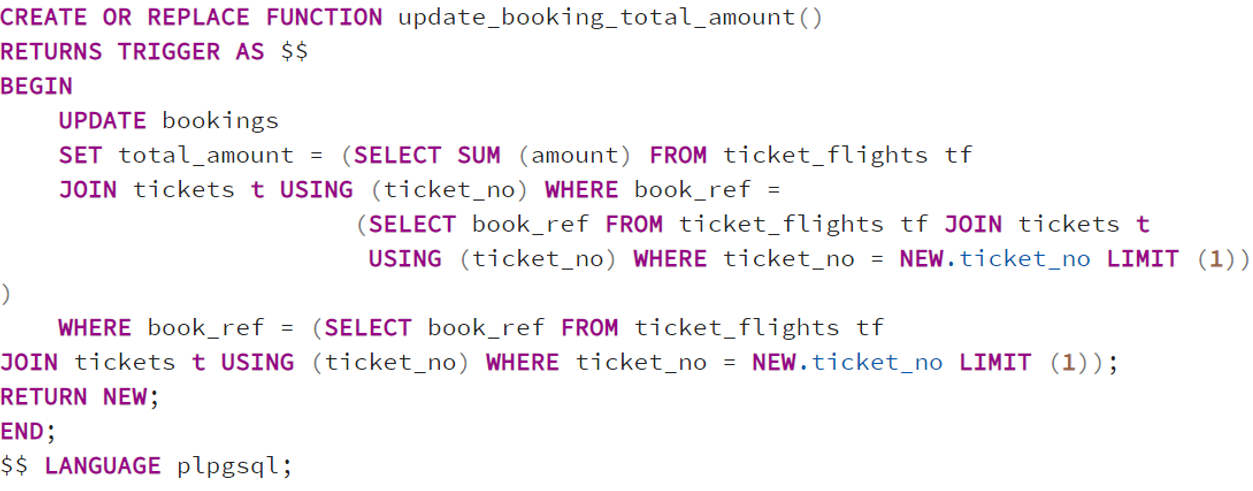 CREATE OR REPLACE FUNCTION update_booking_total_amount()
RETURNS TRIGGER AS $$
BEGIN
    UPDATE bookings
    SET total_amount = (SELECT SUM (amount) FROM ticket_flights tf
    JOIN tickets t USING (ticket_no) WHERE book_ref =
                        (SELECT book_ref FROM ticket_flights tf JOIN tickets t
                         USING (ticket_no) WHERE ticket_no = NEW.ticket_no LIMIT (1))
)
    WHERE book_ref = (SELECT book_ref FROM ticket_flights tf
JOIN tickets t USING (ticket_no) WHERE ticket_no = NEW.ticket_no LIMIT (1));
RETURN NEW;
END;
$$ LANGUAGE plpgsql;